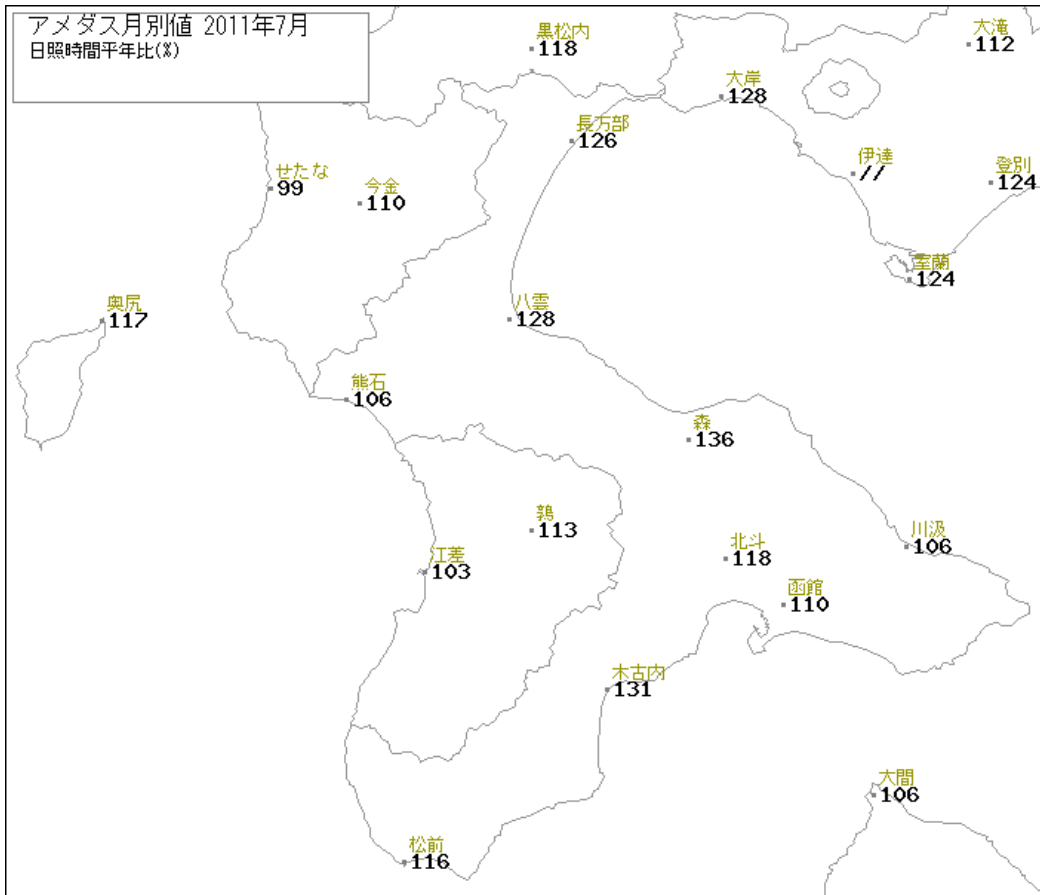 アメダス月別値 2011年7月
日照時間平年比(%)
黒松内
118
大滝
112
大岸
128
長万部
126
伊達
//
登別
124
せたな
99
今金
110
室蘭
124
奥尻
117
八雲
128
熊石
106
森
136
鶉
113
江差
103
北斗
118
川汲
106
函館
110
木古内
131
大間
106
松前
116